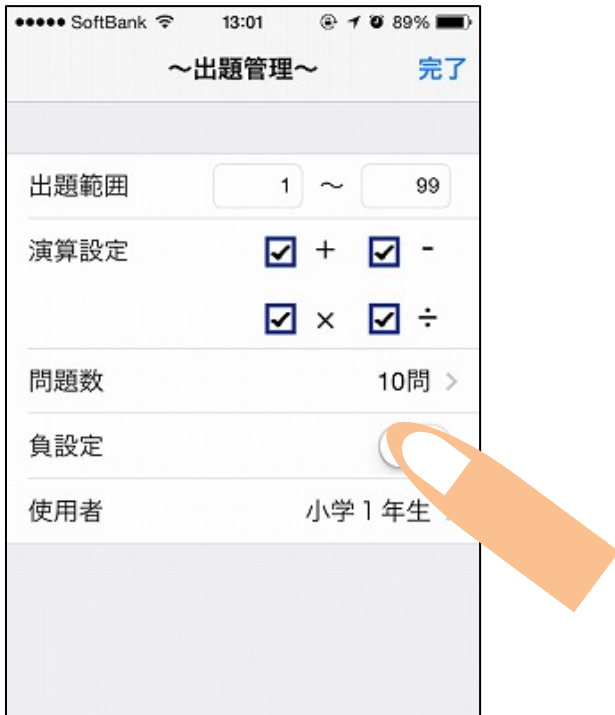 SoftBank 13:01 89%
～出題管理～ 完了
出題範囲 1 ～ 99
演算設定 + -
× ÷
問題数 10問 >
負設定
使用者 小学１年生